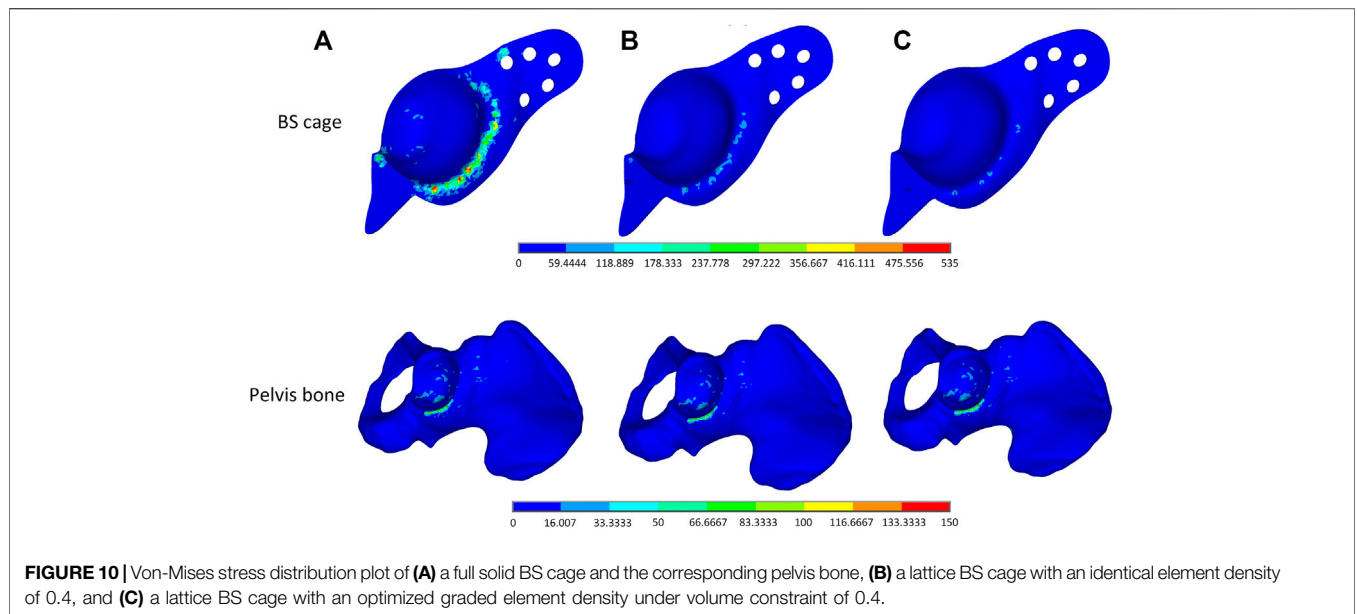 A B C
BS cage
0 59.4444 118.889 178.333 237.778 297.222 356.667 416.111 475.556 535
Pelvis bone
0 16.007 33.3333 50 66.6667 83.3333 100 116.6667 133.3333 150
FIGURE 10 | Von-Mises stress distribution plot of (A) a full solid BS cage and the corresponding pelvis bone, (B) a lattice BS cage with an identical element density
of 0.4, and (C) a lattice BS cage with an optimized graded element density under volume constraint of 0.4.